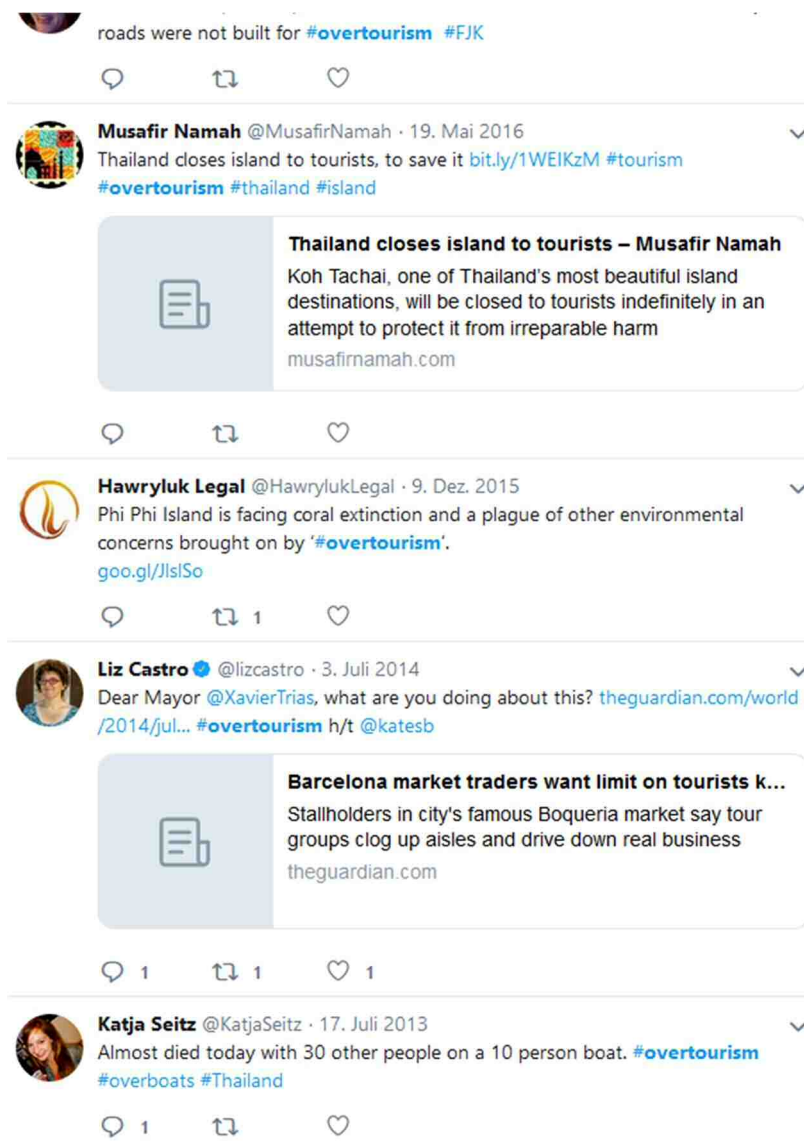 roads were not built for #overtourism #FJK
Musafir Namah @MusafirNamah · 19. Mai 2016
Thailand closes island to tourists, to save it bit.ly/1WEIKzM #tourism
#overtourism #thailand #island
Thailand closes island to tourists – Musafir Namah
Koh Tachai, one of Thailand's most beautiful island
destinations, will be closed to tourists indefinitely in an
attempt to protect it from irreparable harm
musafirnamah.com
Hawryluk Legal @HawrylukLegal · 9. Dez. 2015
Phi Phi Island is facing coral extinction and a plague of other environmental
concerns brought on by '#overtourism'.
goo.gl/JlslSo
1
Liz Castro @lizcastro · 3. Juli 2014
Dear Mayor @XavierTrias, what are you doing about this? theguardian.com/world
/2014/jul... #overtourism h/t @katesb
Barcelona market traders want limit on tourists k...
Stallholders in city's famous Boqueria market say tour
groups clog up aisles and drive down real business
theguardian.com
1 1 1
Katja Seitz @KatjaSeitz · 17. Juli 2013
Almost died today with 30 other people on a 10 person boat. #overtourism
#overboats #Thailand
1